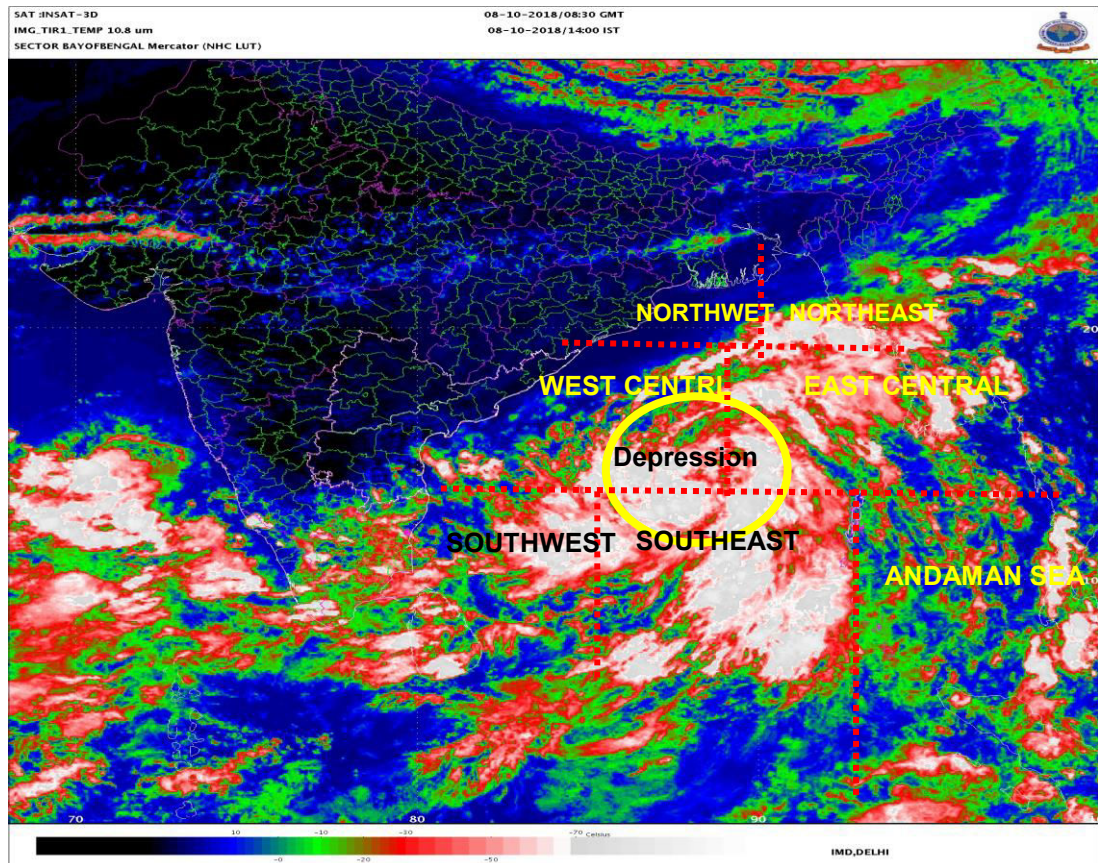 SAT :INSAT-3D 08-10-2018/08:30 GMT
IMG_TIR1_TEMP 10.8 um 08-10-2018/14:00 IST
SECTOR BAYOFBENGAL Mercator (NHC LUT)
NORTHWET NORTHEAST
20
WEST CENTRL EAST CENTRAL
Depression
SOUTHWEST SOUTHEAST
ANDAMAN SEA
10
70 80 90
10 -10 -30 -70 Celsius
-0 -20 -50
IMD,DELHI